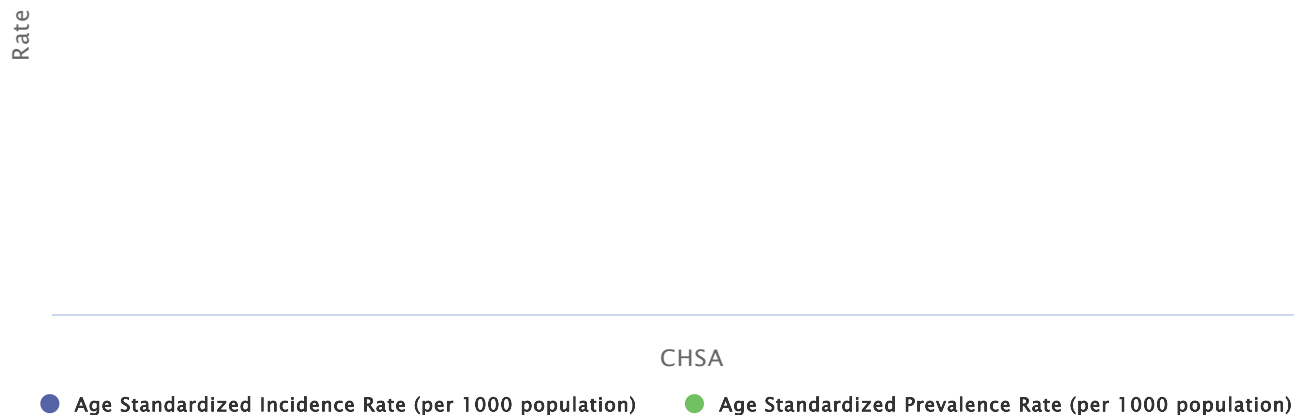 Rate
CHSA
Age Standardized Incidence Rate (per 1000 population)
Age Standardized Prevalence Rate (per 1000 population)